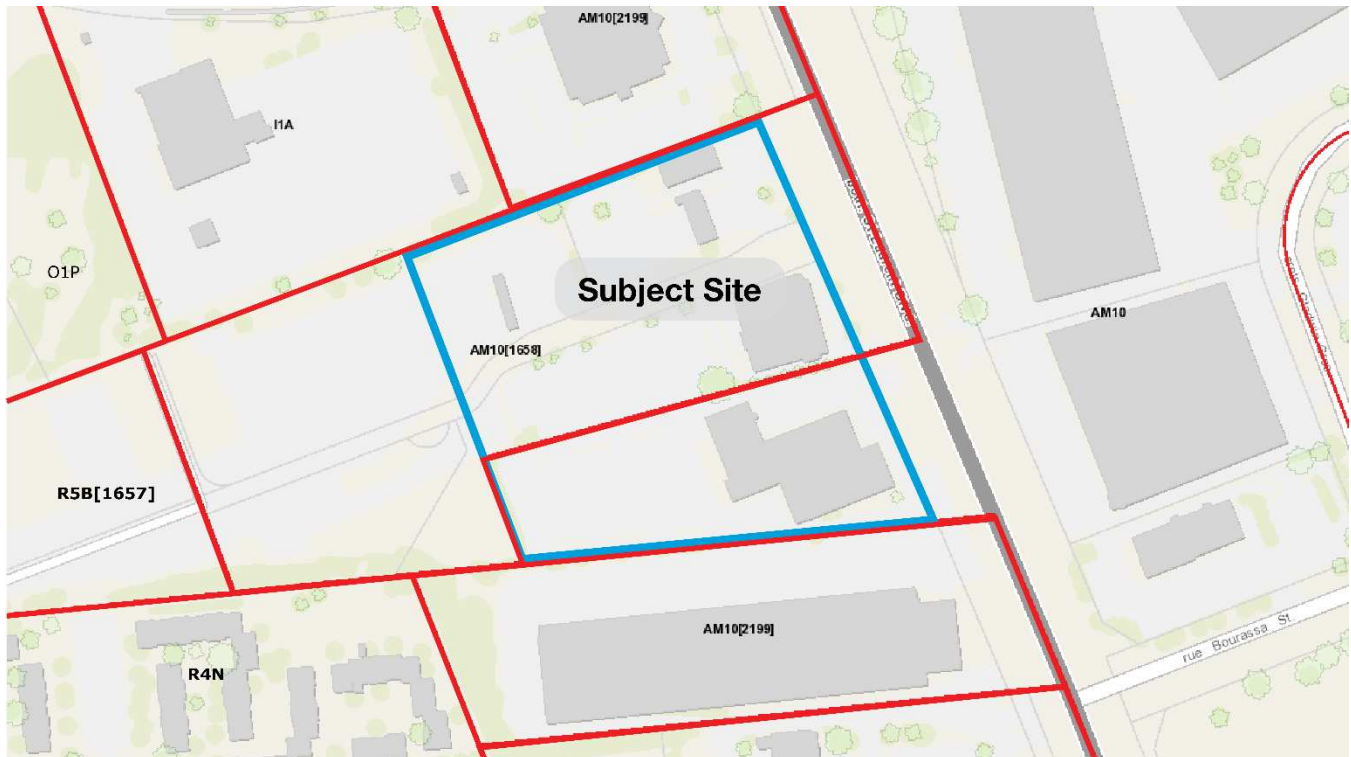 AM10[2199]
I1A
O1P
Subject Site
AM10
AM10[1658]
R5B[1657]
AM10[2199]
rue Bourassa St.
R4N